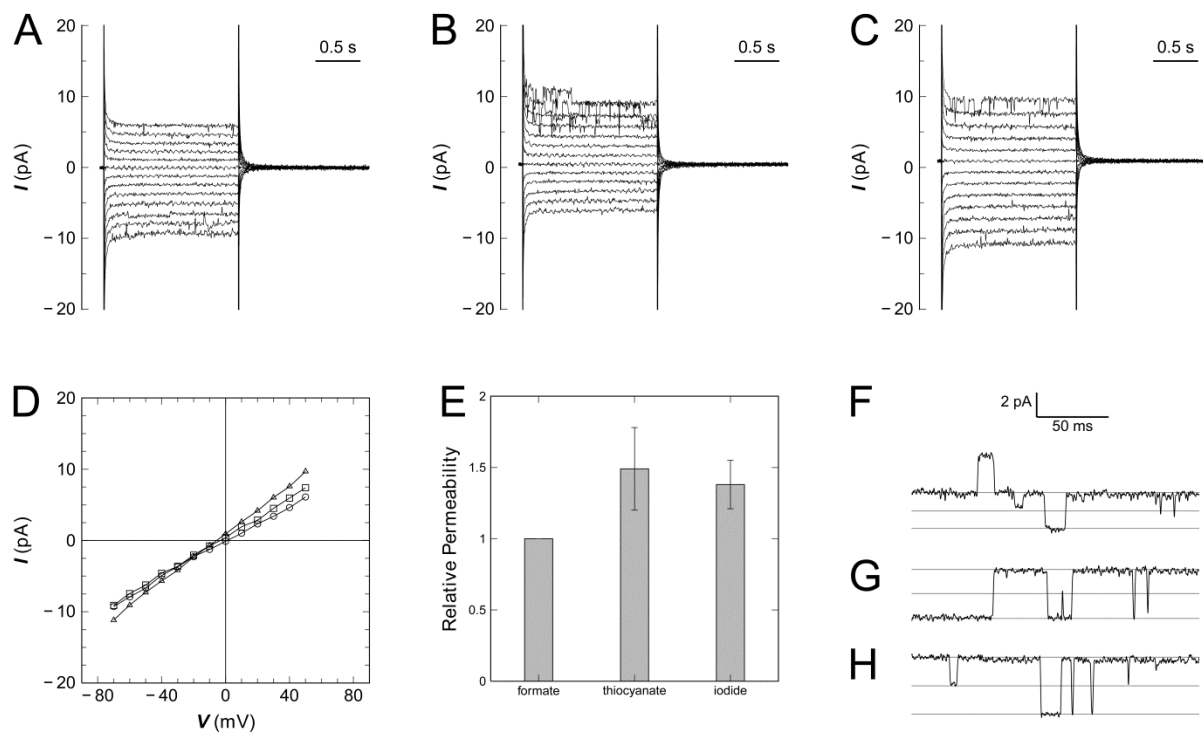 A
B
C
0.5 s
0.5 s
0.5 s
20
10
0
− 10
− 20
I (pA)
20
10
0
− 10
− 20
I (pA)
20
10
0
− 10
− 20
I (pA)
D
20
10
0
− 10
− 20
I (pA)
− 80
− 40
0
40
80
V (mV)
E
2
1.5
1
0.5
0
Relative Permeability
formate
thiocyanate
iodide
F
2 pA
50 ms
G
H